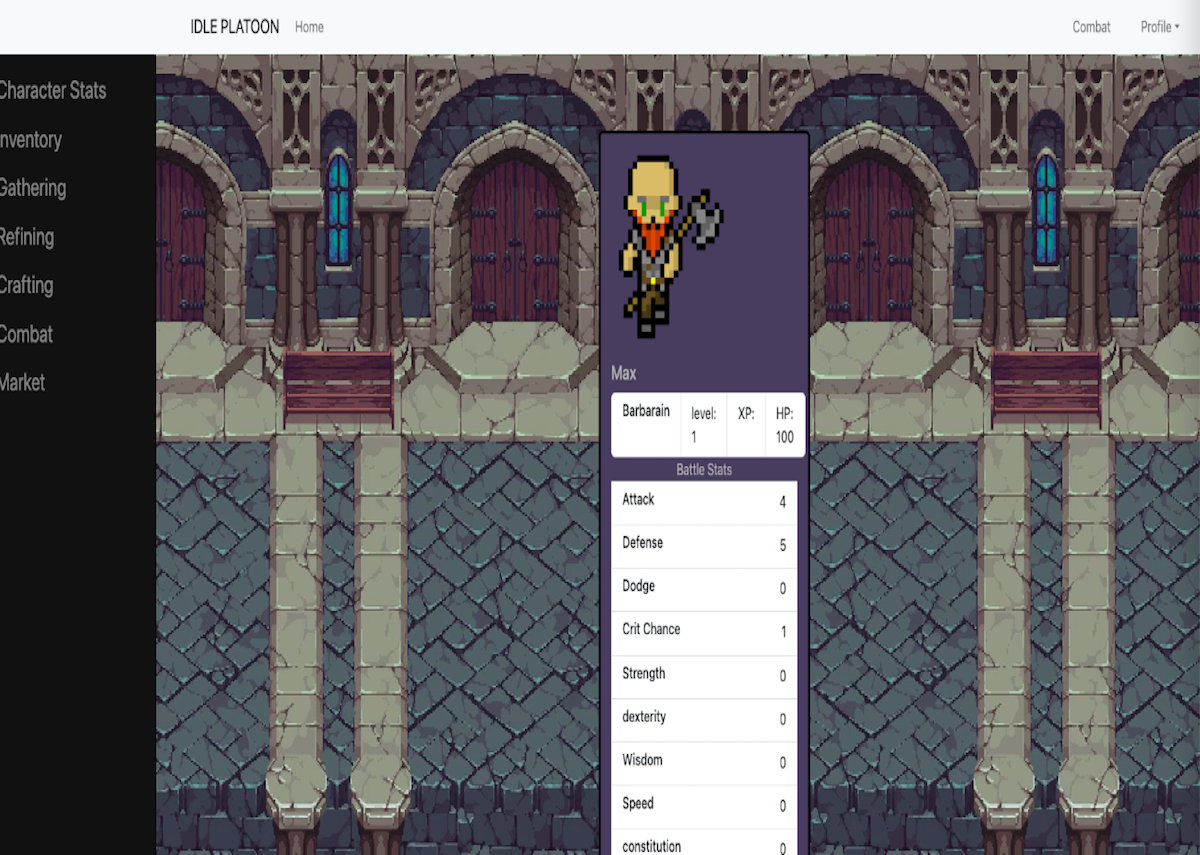 IDLE PLATOON Home Combat Profile
Character Stats
Inventory
Gathering
Refining
Crafting
Combat
Market
Max
Barbarain level: 1 XP: HP: 100
Battle Stats
Attack 4
Defense 5
Dodge 0
Crit Chance 1
Strength 0
dexterity 0
Wisdom 0
Speed 0
constitution 0